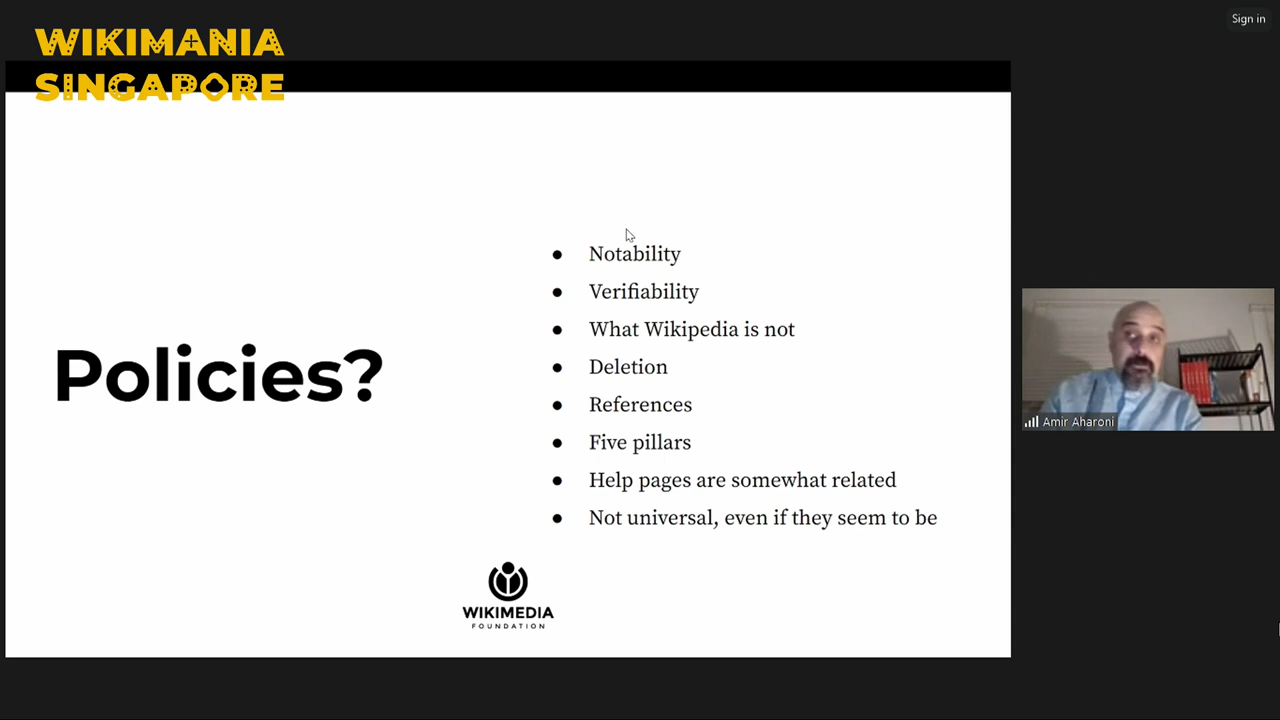 Sign in
WIKIMANIA
SINGAPORE
Policies?
● Notability
● Verifiability
● What Wikipedia is not
● Deletion
● References
● Five pillars
● Help pages are somewhat related
● Not universal, even if they seem to be
WIKIMEDIA
FOUNDATION
Amir Aharoni